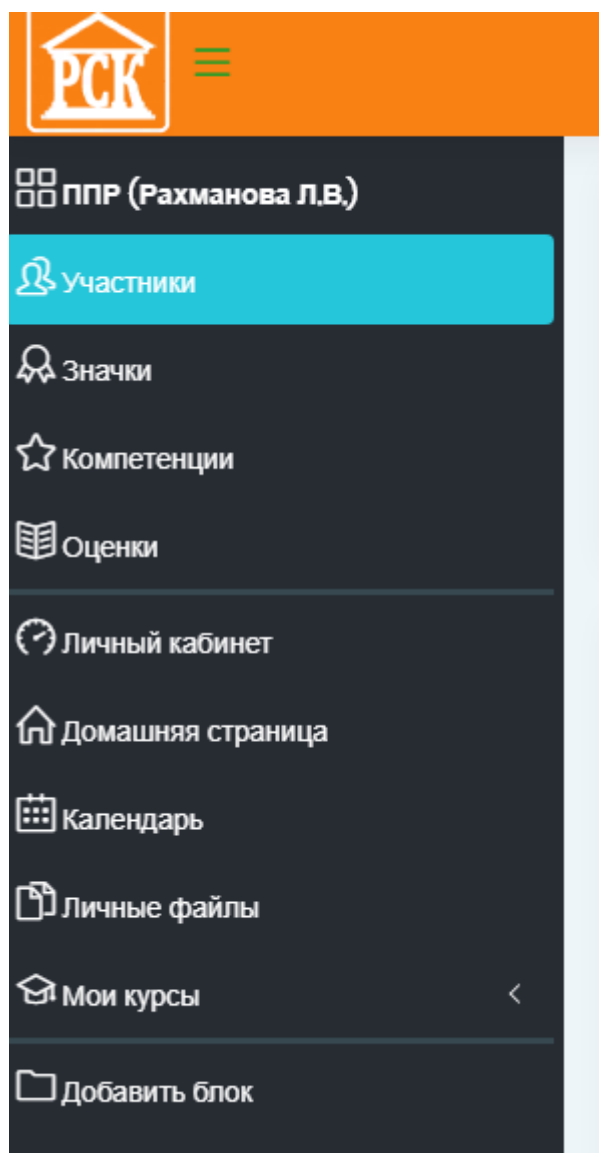 РСК
ППР (Рахманова Л.В.)
Участники
Значки
Компетенции
Оценки
Личный кабинет
Домашняя страница
Календарь
Личные файлы
Мои курсы
Добавить блок